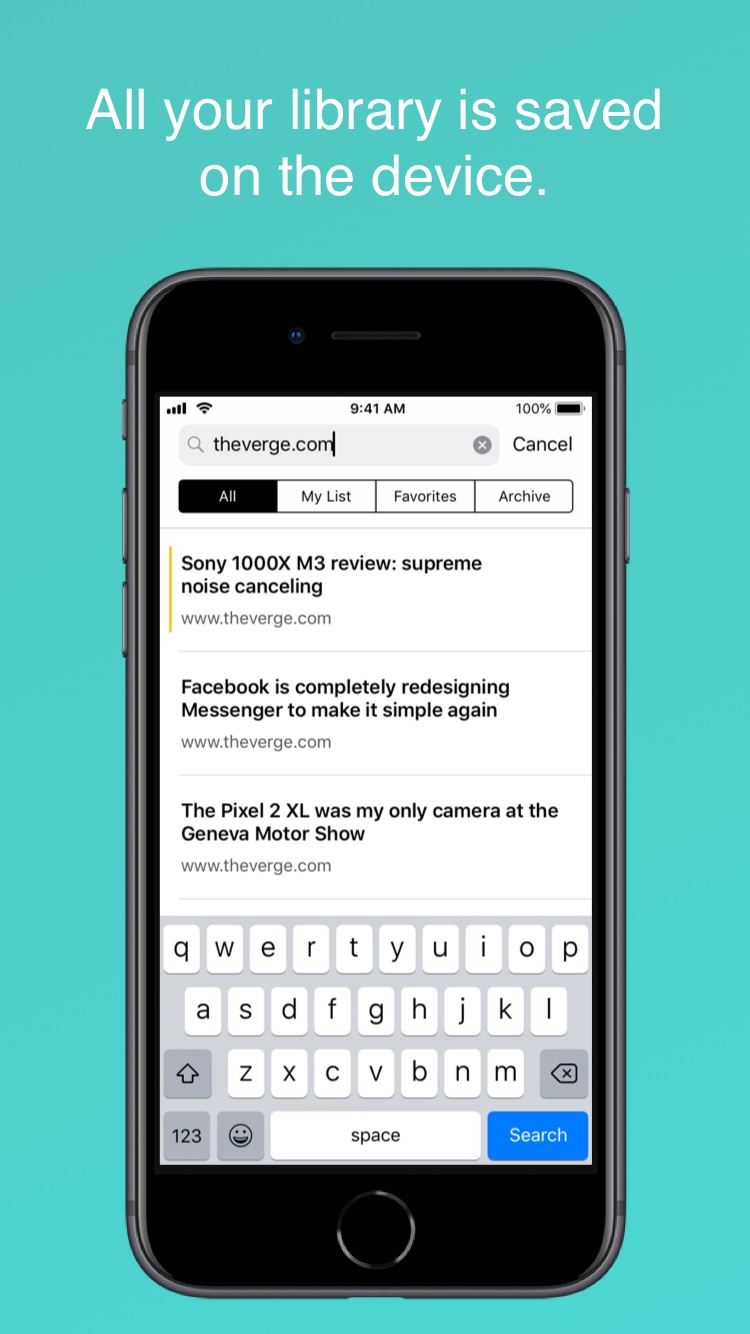 All your library is saved
on the device.
9:41 AM 100%
theverge.com Cancel
All My List Favorites Archive
Sony 1000X M3 review: supreme
noise canceling
www.theverge.com
Facebook is completely redesigning
Messenger to make it simple again
www.theverge.com
The Pixel 2 XL was my only camera at the
Geneva Motor Show
www.theverge.com
q w e r t y u i o p
a s d f g h j k l
z x c v b n m
123 space Search